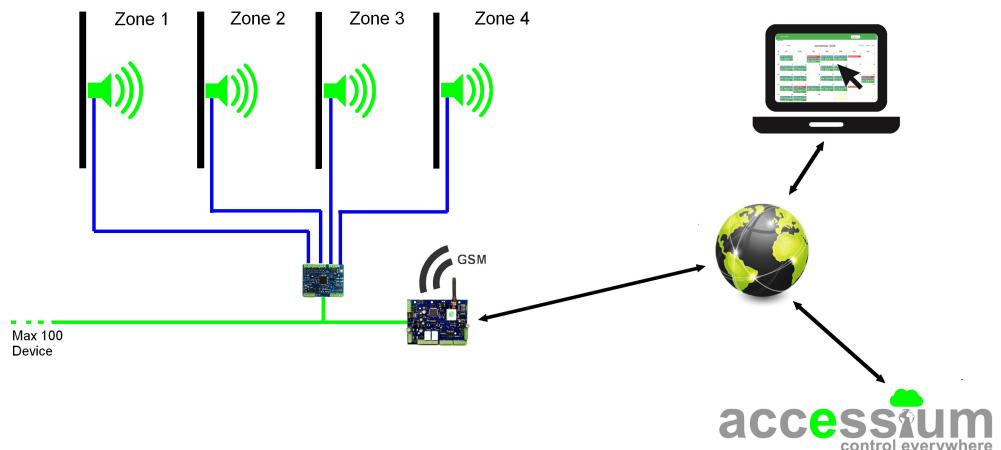 Zone 1
Zone 2
Zone 3
Zone 4
GSM
Max 100
Device
accessium
control everywhere